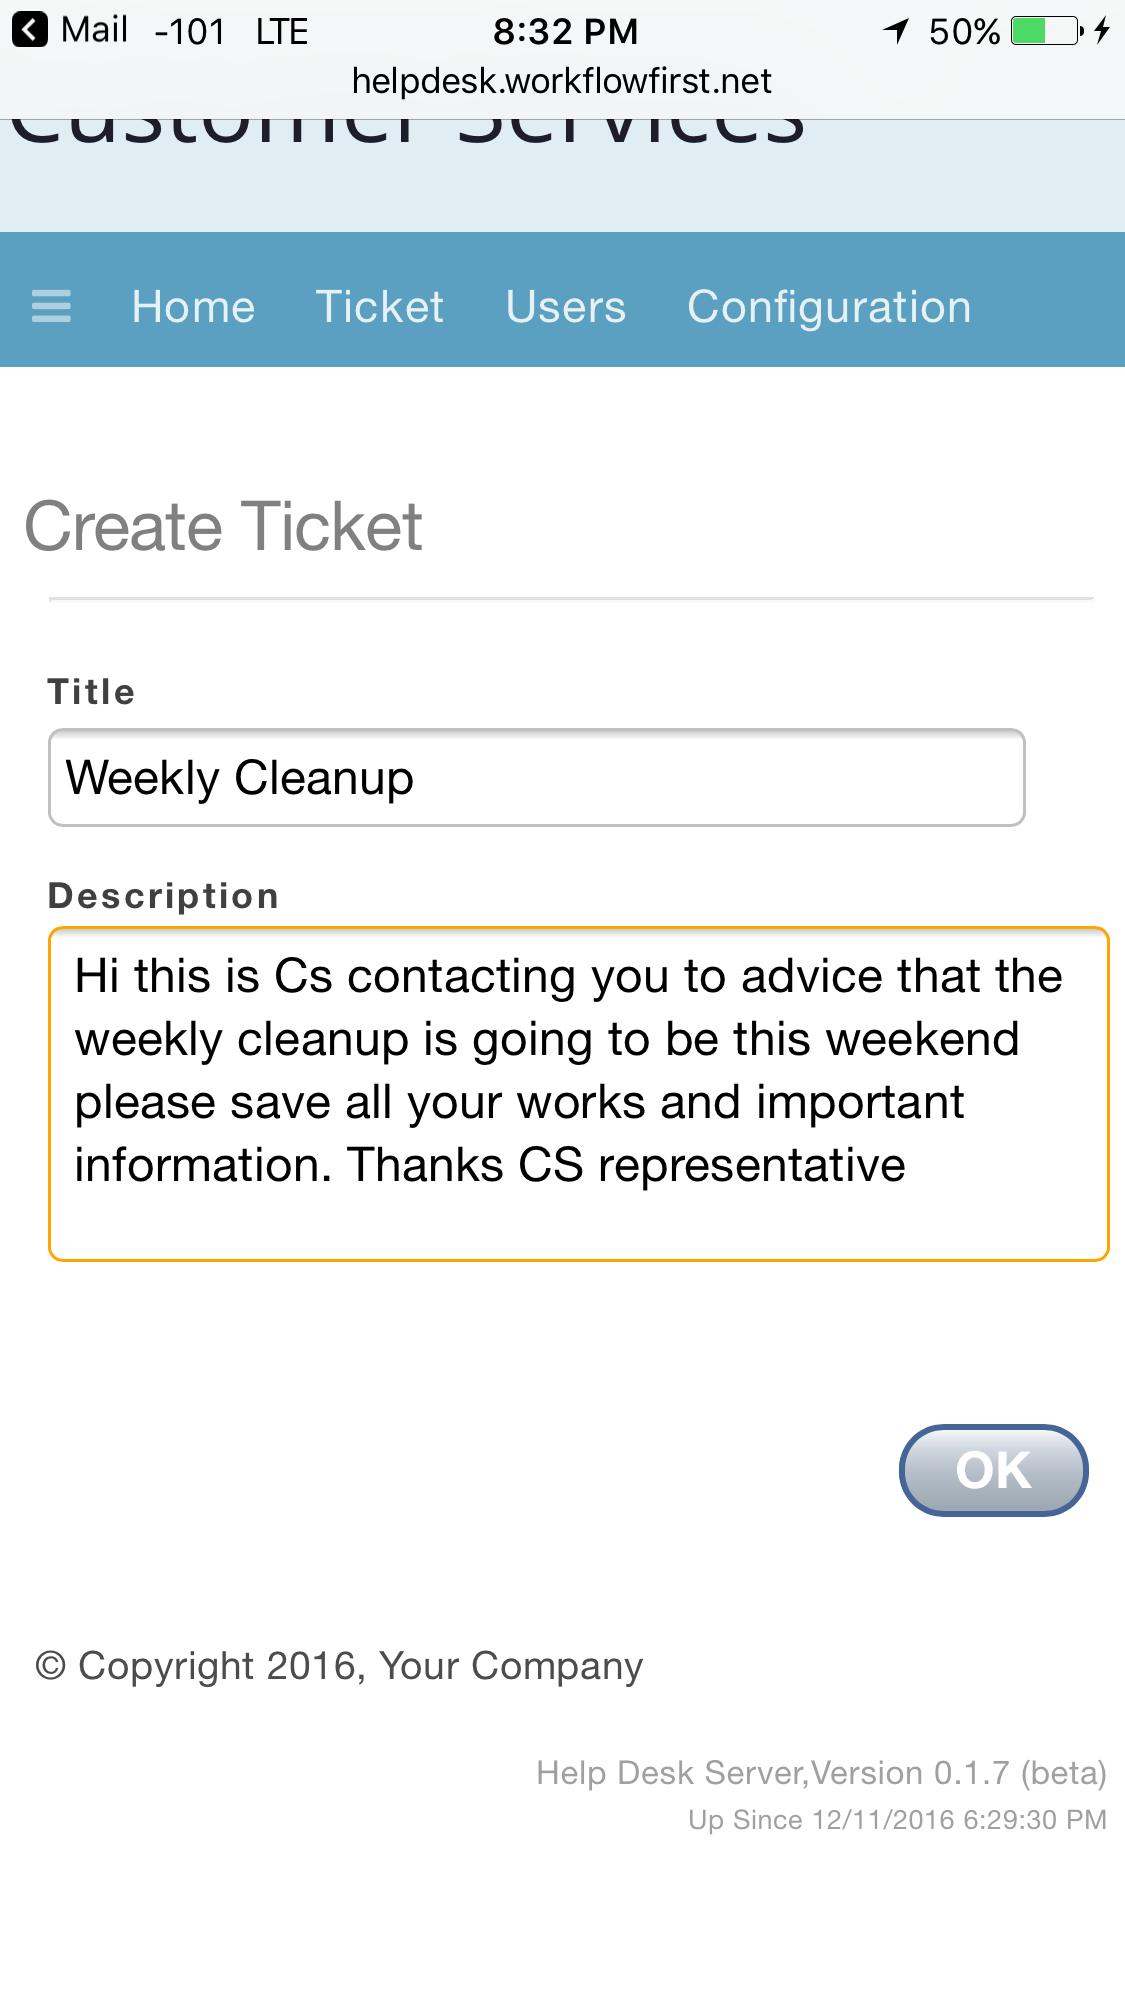 Mail -101 LTE 8:32 PM 50%
helpdesk.workflowfirst.net
Customer Services
Home Ticket Users Configuration
Create Ticket
Title
Weekly Cleanup
Description
Hi this is Cs contacting you to advice that the
weekly cleanup is going to be this weekend
please save all your works and important
information. Thanks CS representative
OK
© Copyright 2016, Your Company
Help Desk Server,Version 0.1.7 (beta)
Up Since 12/11/2016 6:29:30 PM